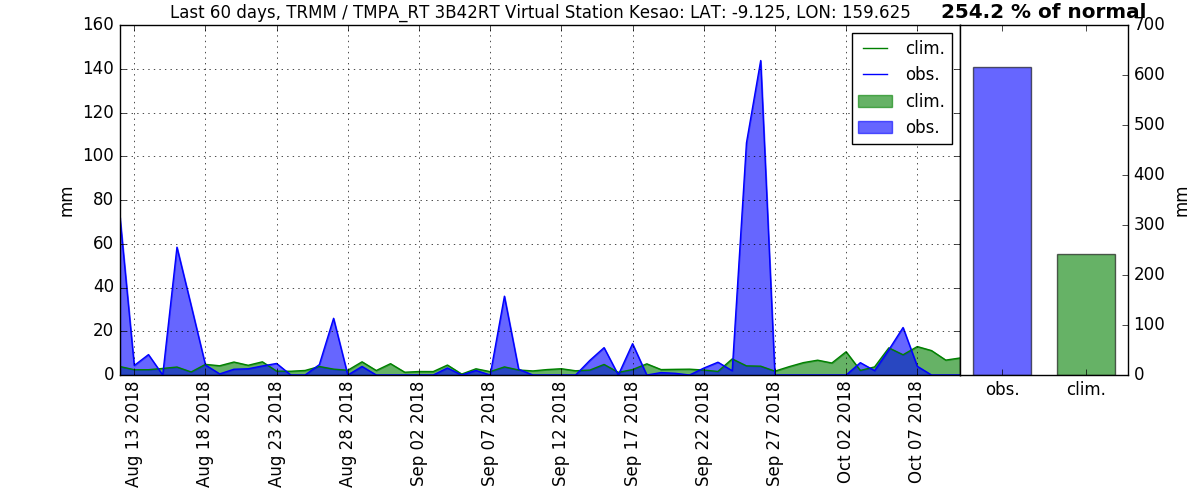 Last 60 days, TRMM / TMPA_RT 3B42RT Virtual Station Kesao: LAT: -9.125, LON: 159.625
254.2 % of normal
160
140
120
100
80
60
40
20
0
mm
clim.
obs.
clim.
obs.
700
600
500
400
300
200
100
0
mm
Aug 13 2018
Aug 18 2018
Aug 23 2018
Aug 28 2018
Sep 02 2018
Sep 07 2018
Sep 12 2018
Sep 17 2018
Sep 22 2018
Sep 27 2018
Oct 02 2018
Oct 07 2018
obs.
clim.